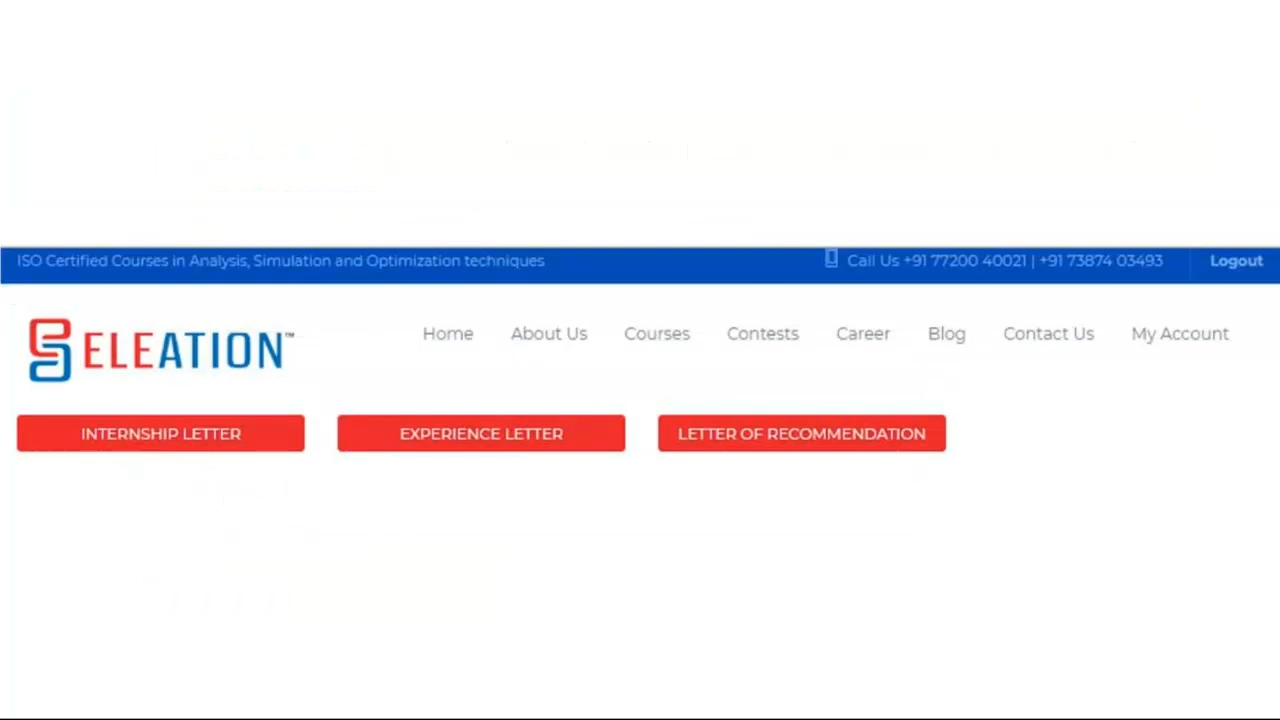 ISO Certified Courses in Analysis, Simulation and Optimization techniques
Call Us +91 77200 40021 | +91 73874 03493
Logout
ELEATION™
Home About Us Courses Contests Career Blog Contact Us My Account
INTERNSHIP LETTER EXPERIENCE LETTER LETTER OF RECOMMENDATION